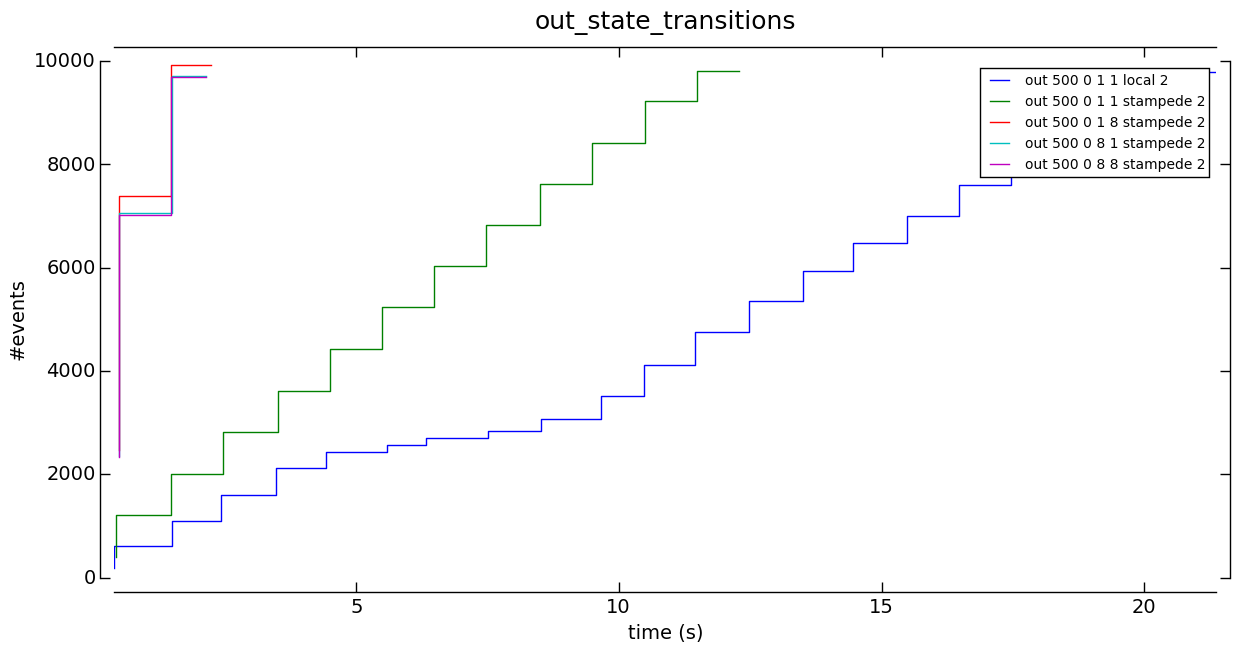 out_state_transitions
10000
8000
6000
4000
2000
0
#events
out 500 0 1 1 local 2
out 500 0 1 1 stampede 2
out 500 0 1 8 stampede 2
out 500 0 8 1 stampede 2
out 500 0 8 8 stampede 2
5 10 15 20
time (s)